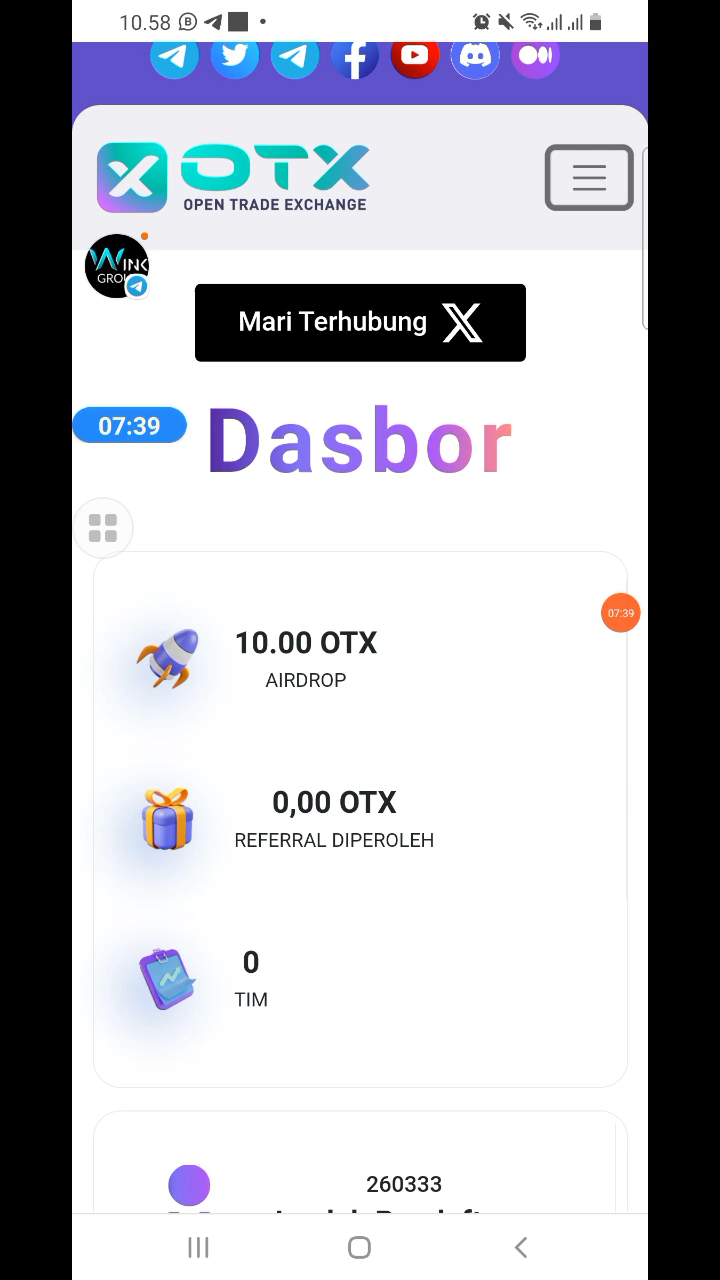 10.58
OTX
OPEN TRADE EXCHANGE
WINK
Mari Terhubung X
07:39
Dasbor
10.00 OTX
07:39
AIRDROP
0,00 OTX
REFERRAL DIPEROLEH
0
TIM
260333